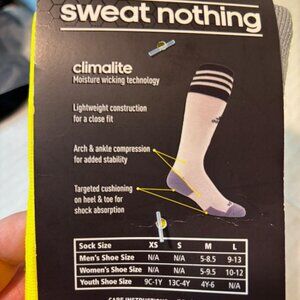 sweat nothing
climalite
Moisture wicking technology
Lightweight construction
for a close fit
Arch & ankle compression
for added stability
Targeted cushioning
on heel & toe for
shock absorption
Sock Size XS S M L
Men's Shoe Size N/A N/A 5-8.5 9-13
Women's Shoe Size N/A N/A 5-9.5 10-12
Youth Shoe Size 9C-1Y 13C-4Y 4Y-6 N/A
CARE INSTRUCTIONS